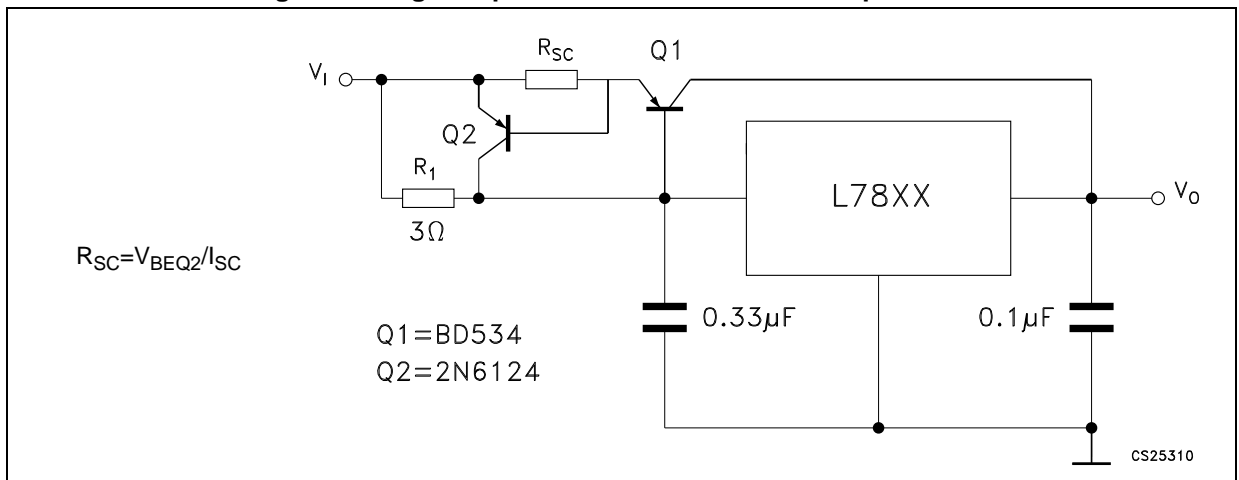 R_SC
Q1
V_I
Q2
R_1
3Ω
L78XX
V_O
R_SC=V_BEQ2/I_SC
0.33µF
0.1µF
Q1=BD534
Q2=2N6124
CS25310